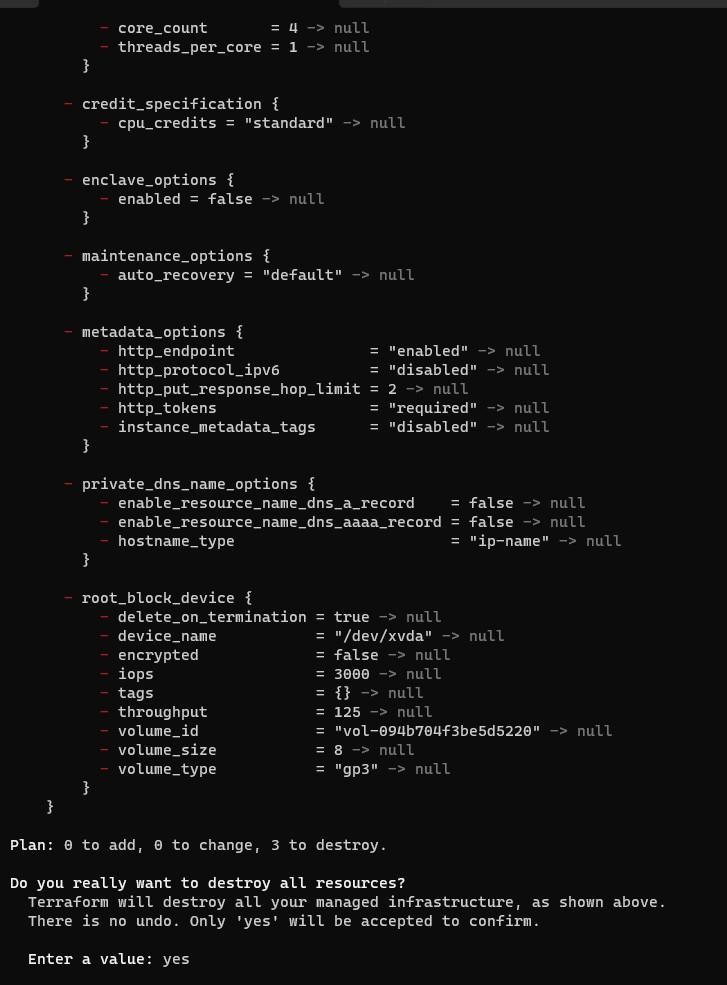 - core_count       = 4 -> null
- threads_per_core = 1 -> null
}
- credit_specification {
- cpu_credits = "standard" -> null
}
- enclave_options {
- enabled = false -> null
}
- maintenance_options {
- auto_recovery = "default" -> null
}
- metadata_options {
- http_endpoint               = "enabled" -> null
- http_protocol_ipv6          = "disabled" -> null
- http_put_response_hop_limit = 2 -> null
- http_tokens                 = "required" -> null
- instance_metadata_tags      = "disabled" -> null
}
- private_dns_name_options {
- enable_resource_name_dns_a_record    = false -> null
- enable_resource_name_dns_aaaa_record = false -> null
- hostname_type                        = "ip-name" -> null
}
- root_block_device {
- delete_on_termination = true -> null
- device_name           = "/dev/xvda" -> null
- encrypted             = false -> null
- iops                  = 3000 -> null
- tags                  = {} -> null
- throughput            = 125 -> null
- volume_id             = "vol-094b704f3be5d5220" -> null
- volume_size           = 8 -> null
- volume_type           = "gp3" -> null
}
}
Plan: 0 to add, 0 to change, 3 to destroy.
Do you really want to destroy all resources?
Terraform will destroy all your managed infrastructure, as shown above.
There is no undo. Only 'yes' will be accepted to confirm.
Enter a value: yes